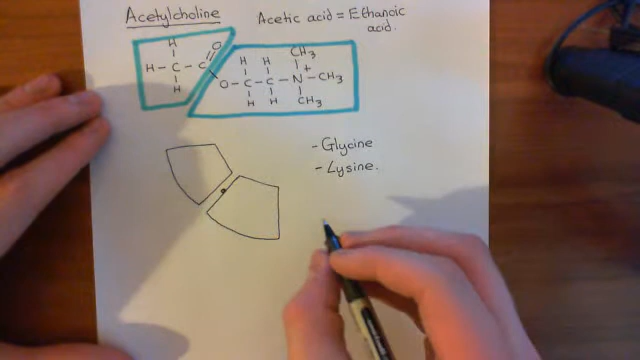 Acetylcholine
Acetic acid = Ethanoic
acid.
H
H - C - C
O
H
CH3
H H +
O - C - C - N - CH3
H H CH3
- Glycine
- Lysine.